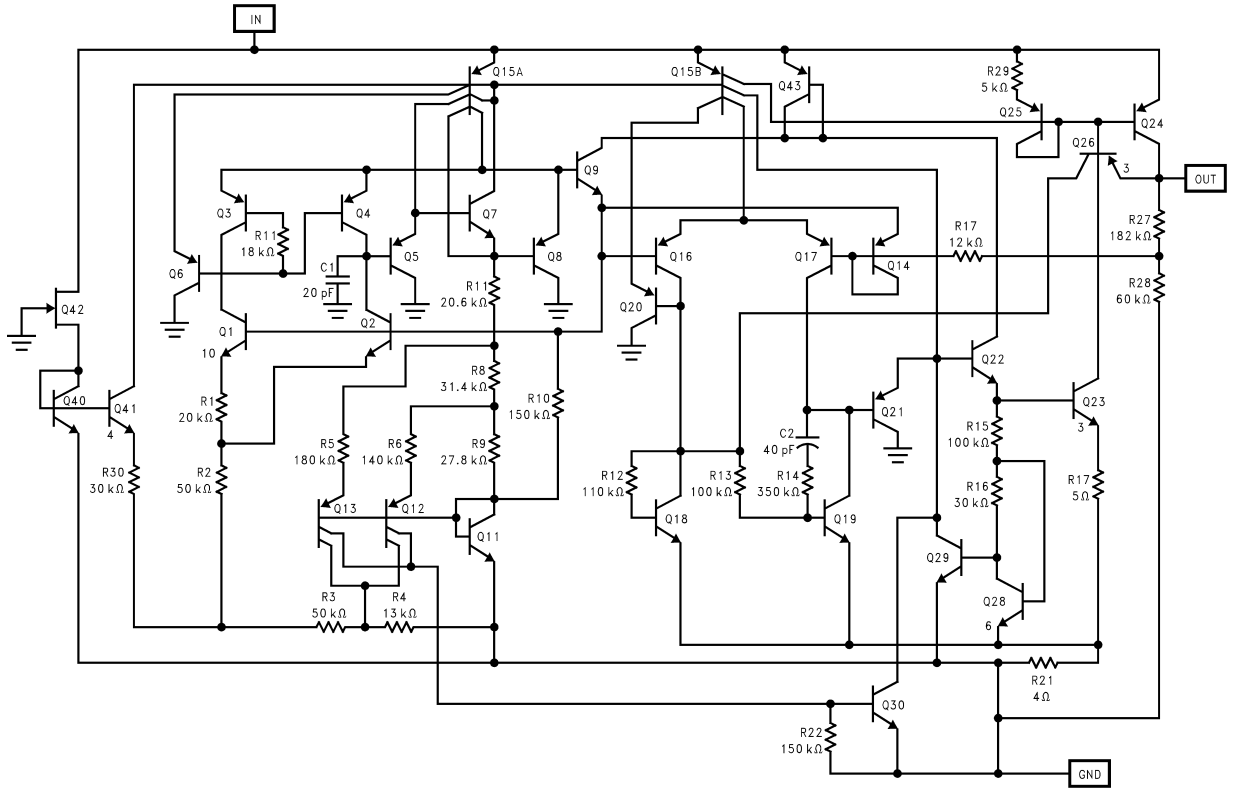 IN
Q15A
Q15B
Q43
R29
5 kΩ
Q25
Q24
Q26
3
OUT
Q9
Q3
Q4
Q7
R11
18 kΩ
Q5
Q8
Q6
C1
20 pF
R11
20.6 kΩ
Q16
Q17
Q14
R17
12 kΩ
R27
182 kΩ
R28
60 kΩ
Q20
Q42
Q1
10
Q2
Q22
R8
31.4 kΩ
Q40
Q41
4
R1
20 kΩ
R10
150 kΩ
Q21
Q23
3
R5
180 kΩ
R6
140 kΩ
R9
27.8 kΩ
C2
40 pF
R15
100 kΩ
R30
30 kΩ
R2
50 kΩ
R12
110 kΩ
R13
100 kΩ
R14
350 kΩ
R16
30 kΩ
R17
5 Ω
Q13
Q12
Q11
Q18
Q19
Q29
Q28
6
R3
50 kΩ
R4
13 kΩ
R21
4 Ω
Q30
R22
150 kΩ
GND